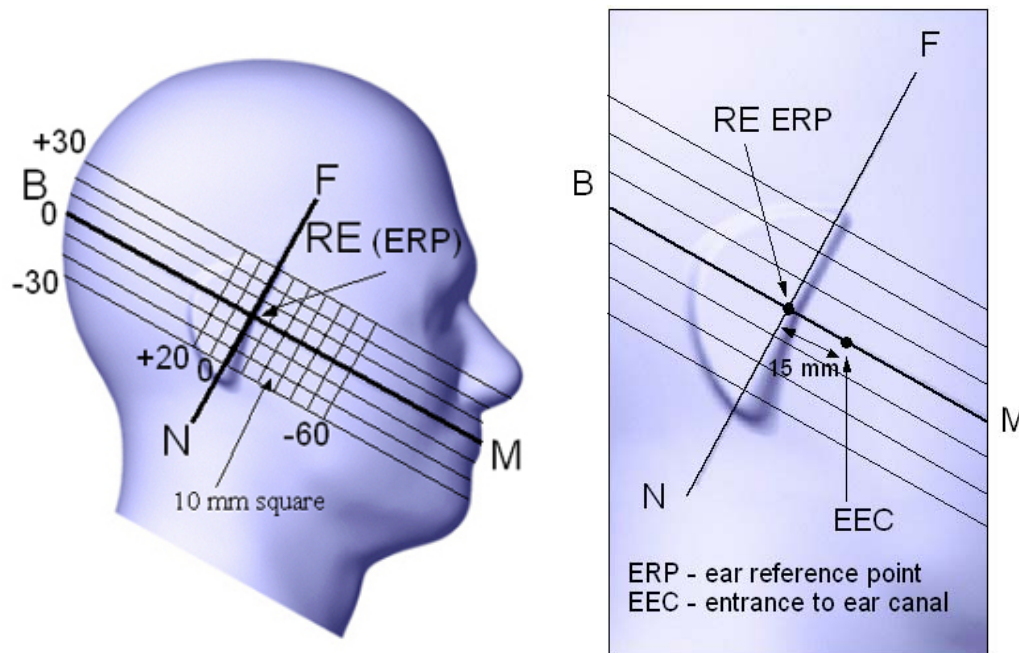 +30
B
0
-30
F
RE (ERP)
+20
0
N
-60
M
10 mm square
F
RE ERP
B
15 mm
M
N
EEC
ERP - ear reference point
EEC - entrance to ear canal